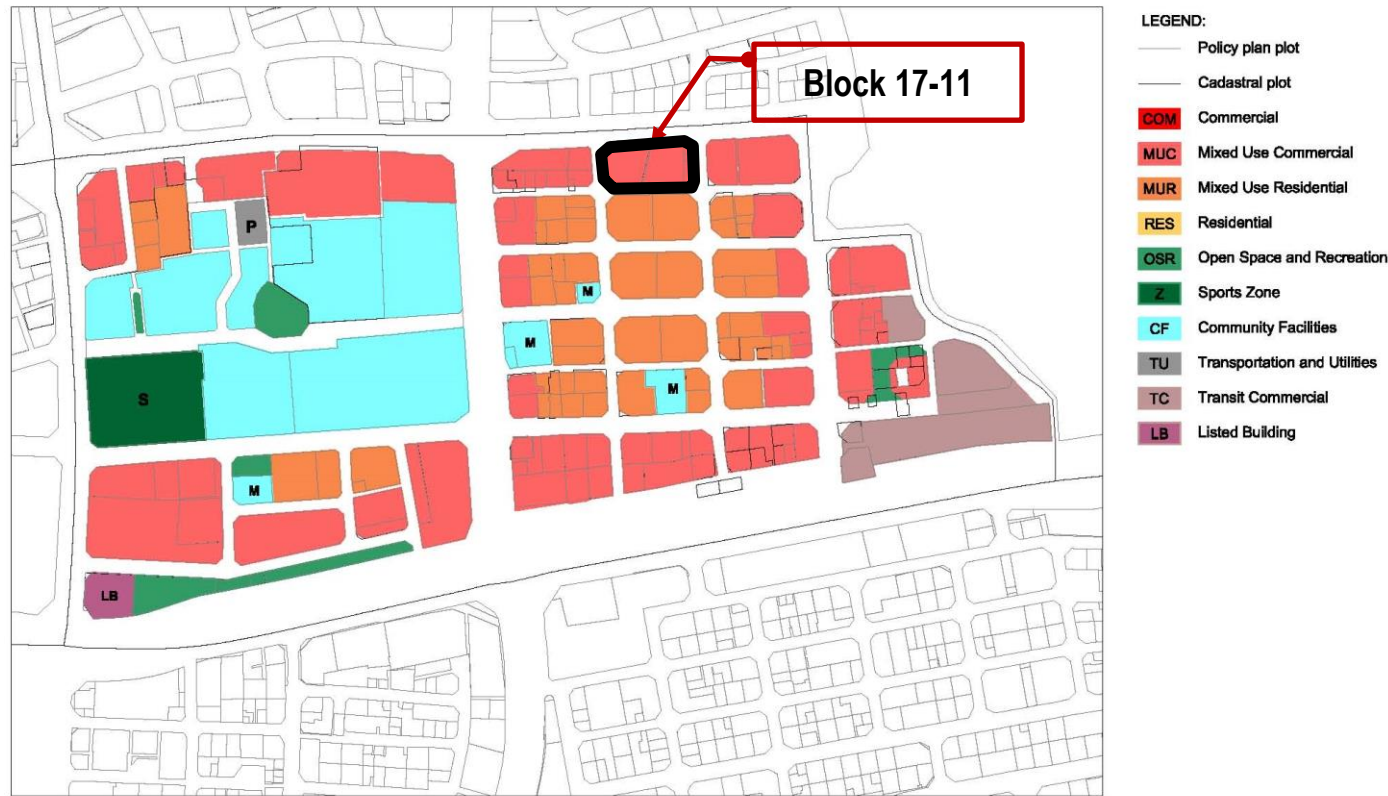 Block 17-11
P
M
M
M
S
M
LB
LEGEND:
Policy plan plot
Cadastral plot
COM Commercial
MUC Mixed Use Commercial
MUR Mixed Use Residential
RES Residential
OSR Open Space and Recreation
Z Sports Zone
CF Community Facilities
TU Transportation and Utilities
TC Transit Commercial
LB Listed Building